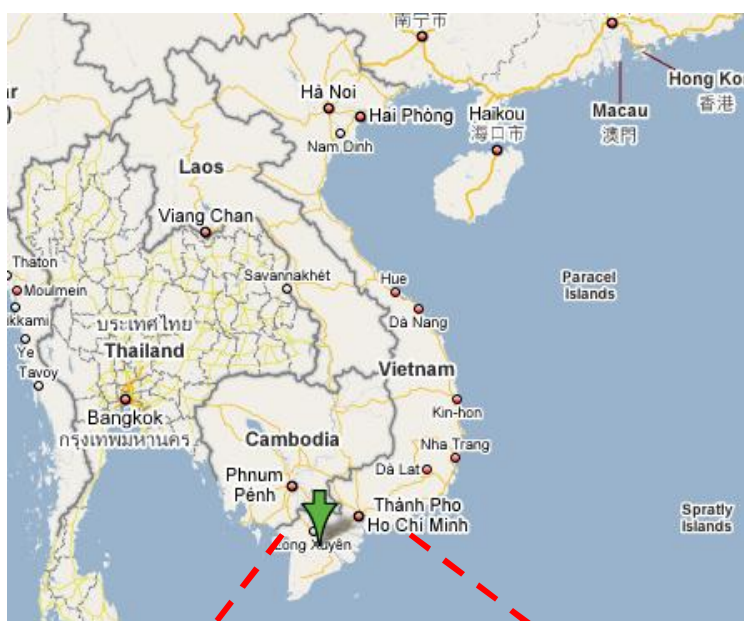 南宁市
Hong Ko
香港
Macau
澳門
Hà Noi
Hai Phòng
Nam Dinh
Haikou
海口市
Laos
Viang Chan
Thaton
Moulmein
kkami
Ye
Tavoy
Savannakhét
Hue
Dà Nang
Paracel
Islands
ประเทศไทย
Thailand
Vietnam
Bangkok
กรุงเทพมหานคร
Cambodia
Kin-hon
Nha Trang
Dà Lat
Phnum
Pénh
Thành Pho
Ho Chi Minh
Long Xuyên
Spratly
Islands